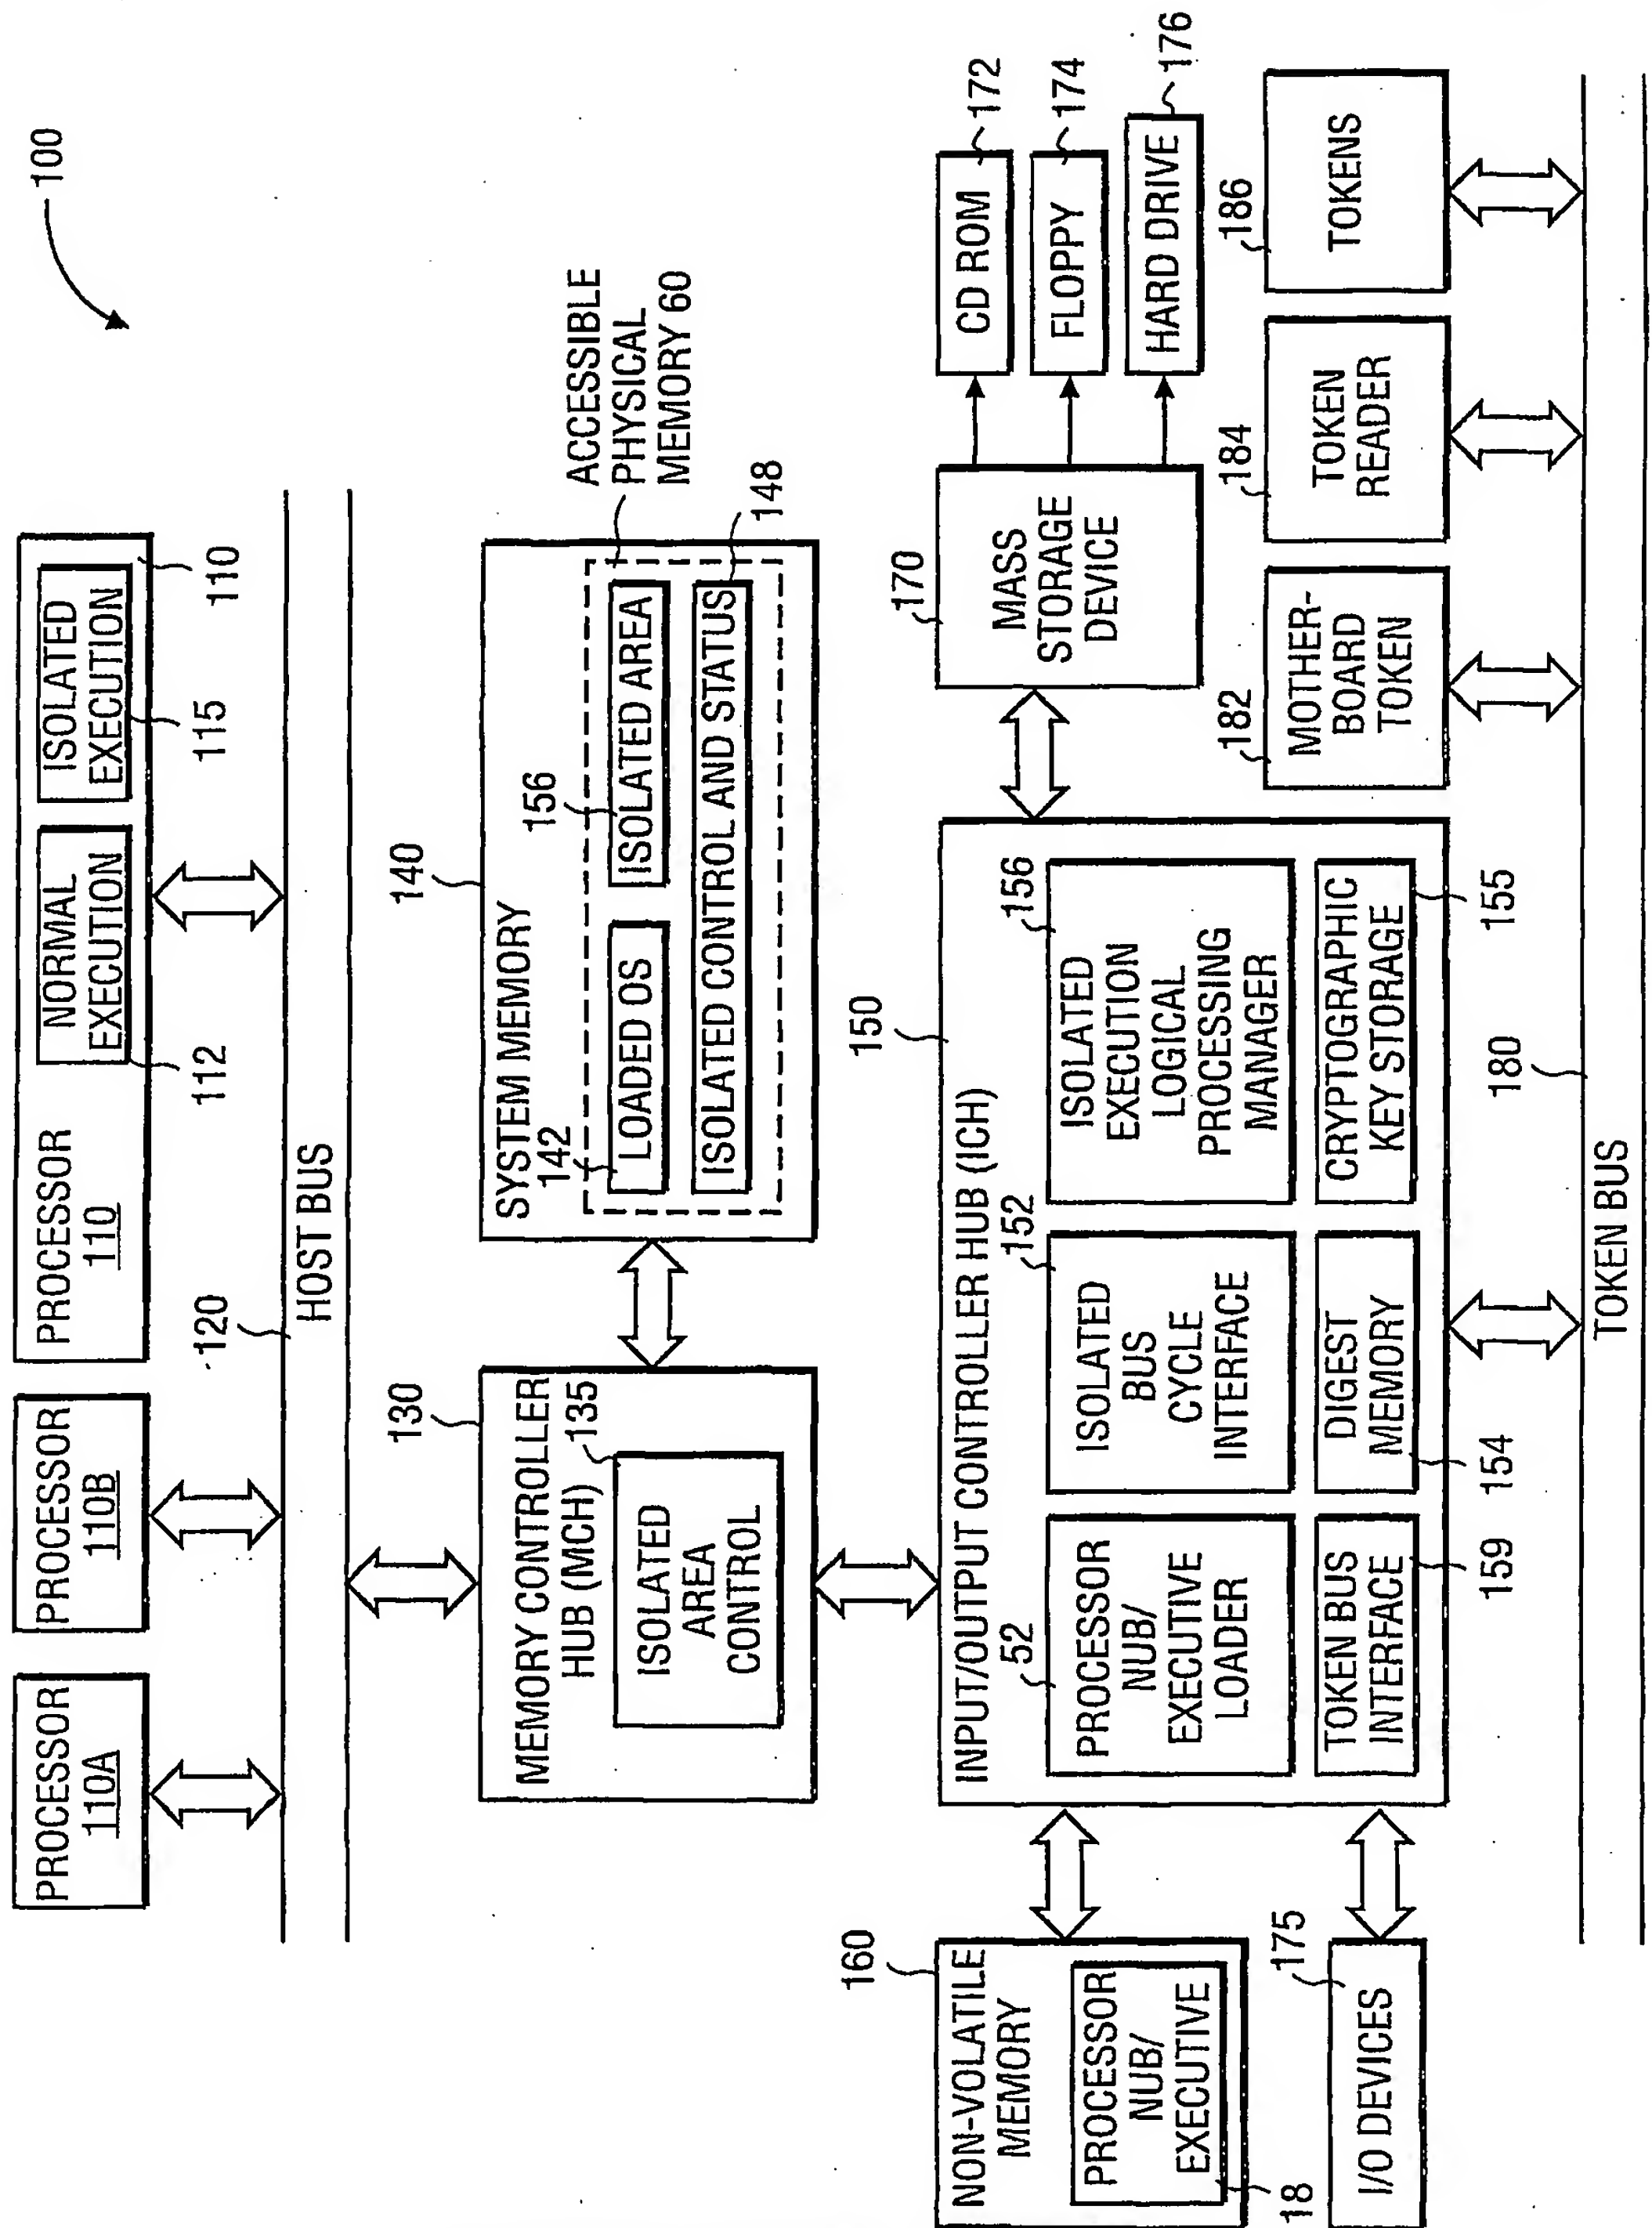 100
PROCESSOR
110A
PROCESSOR
110B
PROCESSOR
110
NORMAL
EXECUTION
112
ISOLATED
EXECUTION
115
110
120
HOST BUS
130
MEMORY CONTROLLER
HUB (MCH)
135
ISOLATED
AREA
CONTROL
140
SYSTEM MEMORY
142
LOADED OS
156
ISOLATED AREA
ISOLATED CONTROL AND STATUS
148
ACCESSIBLE
PHYSICAL
MEMORY 60
150
INPUT/OUTPUT CONTROLLER HUB (ICH)
52
PROCESSOR
NUB/
EXECUTIVE
LOADER
152
ISOLATED
BUS
CYCLE
INTERFACE
156
ISOLATED
EXECUTION
LOGICAL
PROCESSING
MANAGER
TOKEN BUS
INTERFACE
159
DIGEST
MEMORY
154
CRYPTOGRAPHIC
KEY STORAGE
155
160
NON-VOLATILE
MEMORY
PROCESSOR
NUB/
EXECUTIVE
18
175
I/O DEVICES
170
MASS
STORAGE
DEVICE
CD ROM
172
FLOPPY
174
HARD DRIVE
176
182
MOTHER-
BOARD
TOKEN
184
TOKEN
READER
186
TOKENS
180
TOKEN BUS